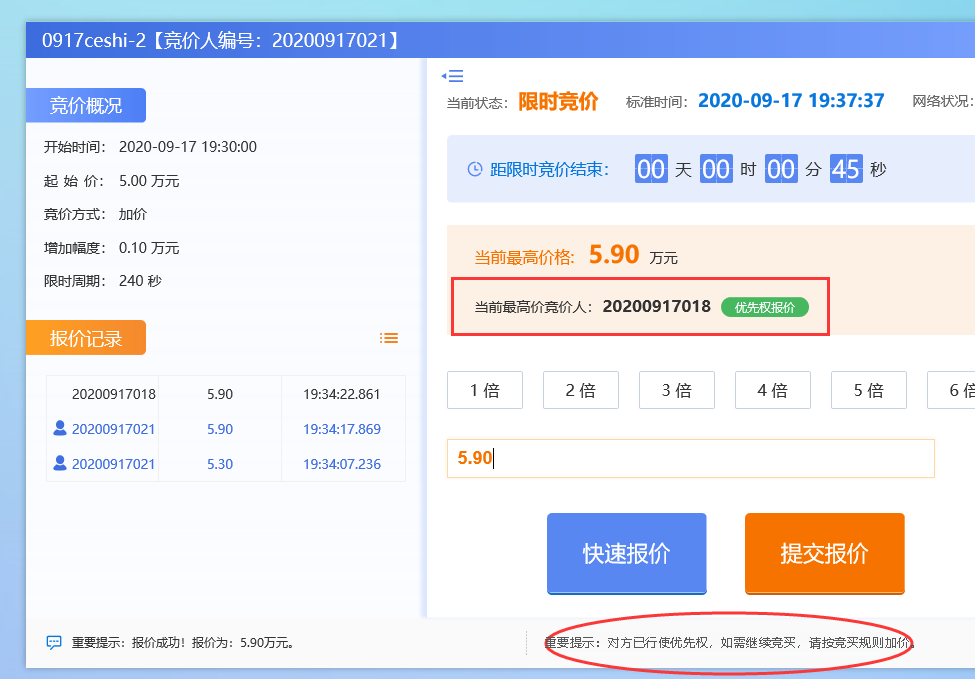 0917ceshi-2【竞价人编号：20200917021】
竞价概况
开始时间： 2020-09-17 19:30:00
起 始 价： 5.00 万元
竞价方式： 加价
增加幅度： 0.10 万元
限时周期： 240 秒
报价记录
20200917018 5.90 19:34:22.861
20200917021 5.90 19:34:17.869
20200917021 5.30 19:34:07.236
重要提示：报价成功！报价为：5.90万元。
当前状态： 限时竞价 标准时间： 2020-09-17 19:37:37 网络状况：
距限时竞价结束： 00 天 00 时 00 分 45 秒
当前最高价格： 5.90 万元
当前最高价竞价人： 20200917018 优先权报价
1 倍 2 倍 3 倍 4 倍 5 倍 6 倍
5.90
快速报价 提交报价
重要提示：对方已行使优先权，如需继续竞买，请按竞买规则加价。